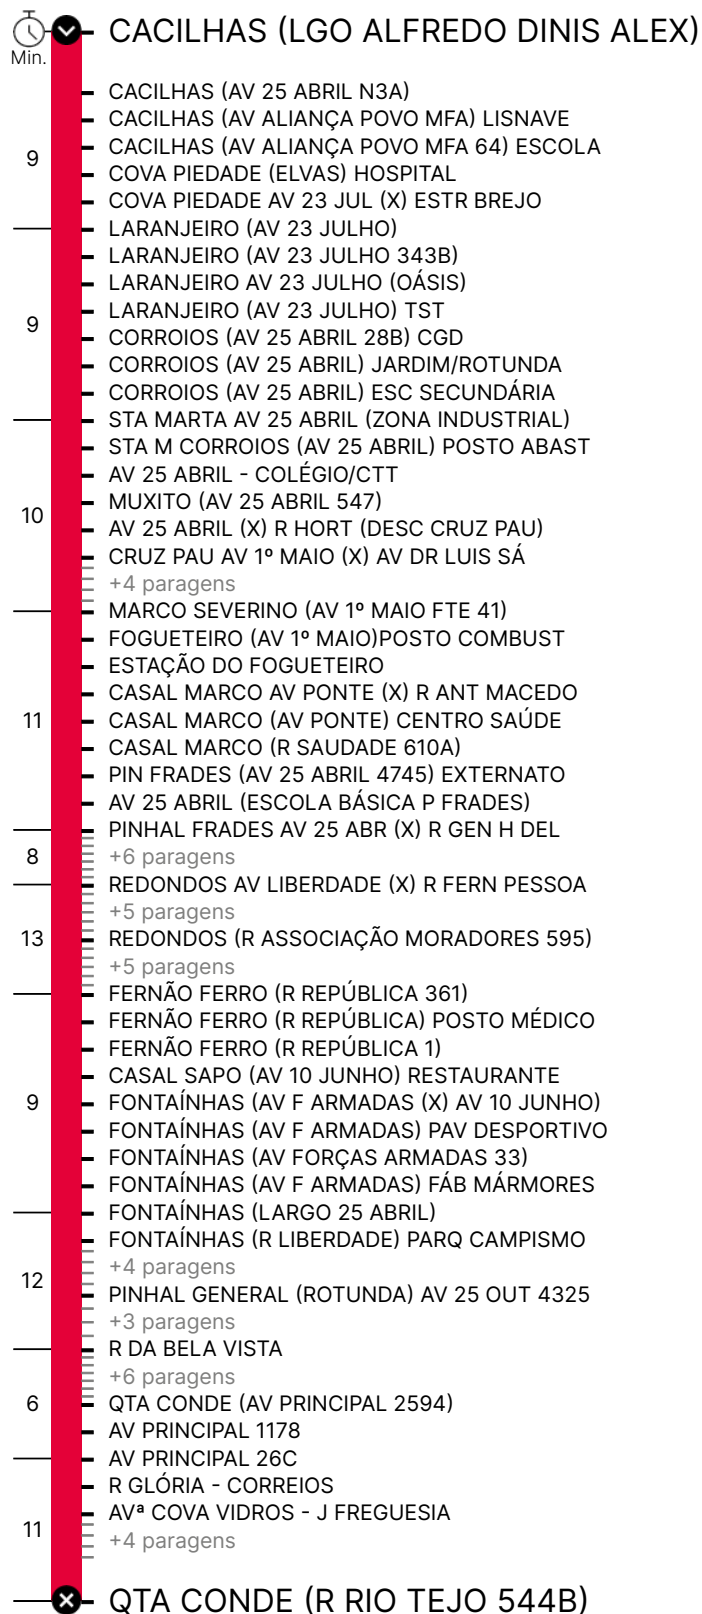 CACILHAS (LGO ALFREDO DINIS ALEX)
Min.
CACILHAS (AV 25 ABRIL N3A)
CACILHAS (AV ALIANÇA POVO MFA) LISNAVE
CACILHAS (AV ALIANÇA POVO MFA 64) ESCOLA
9
COVA PIEDADE (ELVAS) HOSPITAL
COVA PIEDADE AV 23 JUL (X) ESTR BREJO
LARANJEIRO (AV 23 JULHO)
LARANJEIRO (AV 23 JULHO 343B)
LARANJEIRO AV 23 JULHO (OÁSIS)
LARANJEIRO (AV 23 JULHO) TST
9
CORROIOS (AV 25 ABRIL 28B) CGD
CORROIOS (AV 25 ABRIL) JARDIM/ROTUNDA
CORROIOS (AV 25 ABRIL) ESC SECUNDÁRIA
STA MARTA AV 25 ABRIL (ZONA INDUSTRIAL)
STA M CORROIOS (AV 25 ABRIL) POSTO ABAST
AV 25 ABRIL - COLÉGIO/CTT
MUXITO (AV 25 ABRIL 547)
10
AV 25 ABRIL (X) R HORT (DESC CRUZ PAU)
CRUZ PAU AV 1º MAIO (X) AV DR LUIS SÁ
+4 paragens
MARCO SEVERINO (AV 1º MAIO FTE 41)
FOGUETEIRO (AV 1º MAIO)POSTO COMBUST
ESTAÇÃO DO FOGUETEIRO
CASAL MARCO AV PONTE (X) R ANT MACEDO
11
CASAL MARCO (AV PONTE) CENTRO SAÚDE
CASAL MARCO (R SAUDADE 610A)
PIN FRADES (AV 25 ABRIL 4745) EXTERNATO
AV 25 ABRIL (ESCOLA BÁSICA P FRADES)
PINHAL FRADES AV 25 ABR (X) R GEN H DEL
8
+6 paragens
REDONDOS AV LIBERDADE (X) R FERN PESSOA
+5 paragens
13
REDONDOS (R ASSOCIAÇÃO MORADORES 595)
+5 paragens
FERNÃO FERRO (R REPÚBLICA 361)
FERNÃO FERRO (R REPÚBLICA) POSTO MÉDICO
FERNÃO FERRO (R REPÚBLICA 1)
CASAL SAPO (AV 10 JUNHO) RESTAURANTE
9
FONTAÍNHAS (AV F ARMADAS (X) AV 10 JUNHO)
FONTAÍNHAS (AV F ARMADAS) PAV DESPORTIVO
FONTAÍNHAS (AV FORÇAS ARMADAS 33)
FONTAÍNHAS (AV F ARMADAS) FÁB MÁRMORES
FONTAÍNHAS (LARGO 25 ABRIL)
FONTAÍNHAS (R LIBERDADE) PARQ CAMPISMO
+4 paragens
12
PINHAL GENERAL (ROTUNDA) AV 25 OUT 4325
+3 paragens
R DA BELA VISTA
+6 paragens
6
QTA CONDE (AV PRINCIPAL 2594)
AV PRINCIPAL 1178
AV PRINCIPAL 26C
R GLÓRIA - CORREIOS
AVª COVA VIDROS - J FREGUESIA
11
+4 paragens
QTA CONDE (R RIO TEJO 544B)